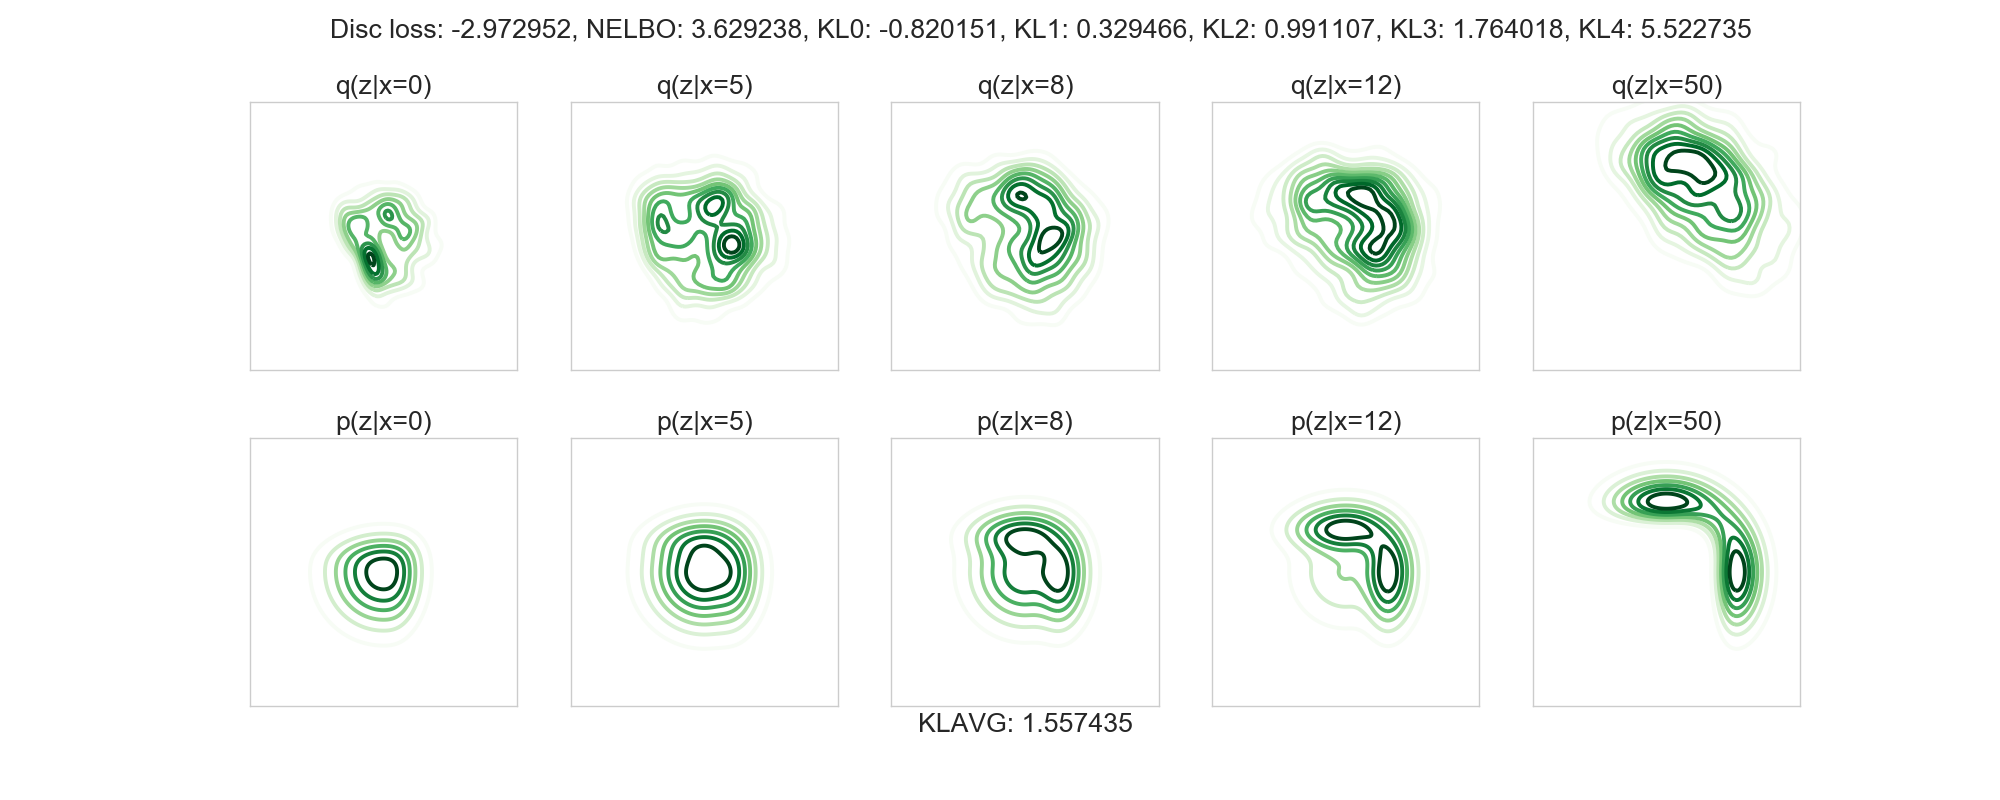 Disc loss: -2.972952, NELBO: 3.629238, KL0: -0.820151, KL1: 0.329466, KL2: 0.991107, KL3: 1.764018, KL4: 5.522735
q(z|x=0) q(z|x=5) q(z|x=8) q(z|x=12) q(z|x=50)
p(z|x=0) p(z|x=5) p(z|x=8) p(z|x=12) p(z|x=50)
KLAVG: 1.557435